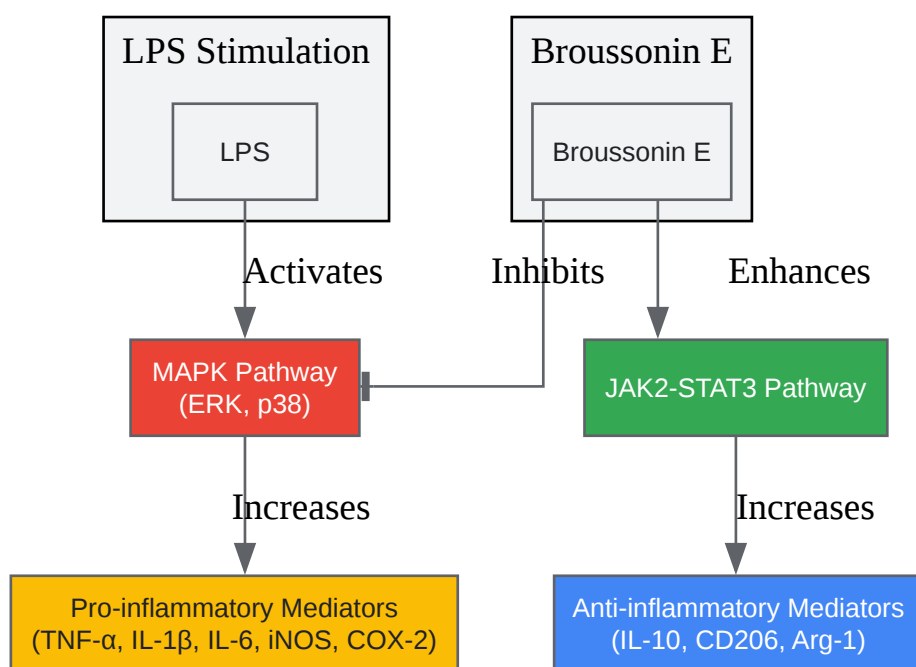 LPS Stimulation
Broussonin E
LPS
Broussonin E
Activates
Inhibits
Enhances
MAPK Pathway
(ERK, p38)
JAK2-STAT3 Pathway
Increases
Increases
Pro-inflammatory Mediators
(TNF-α, IL-1β, IL-6, iNOS, COX-2)
Anti-inflammatory Mediators
(IL-10, CD206, Arg-1)